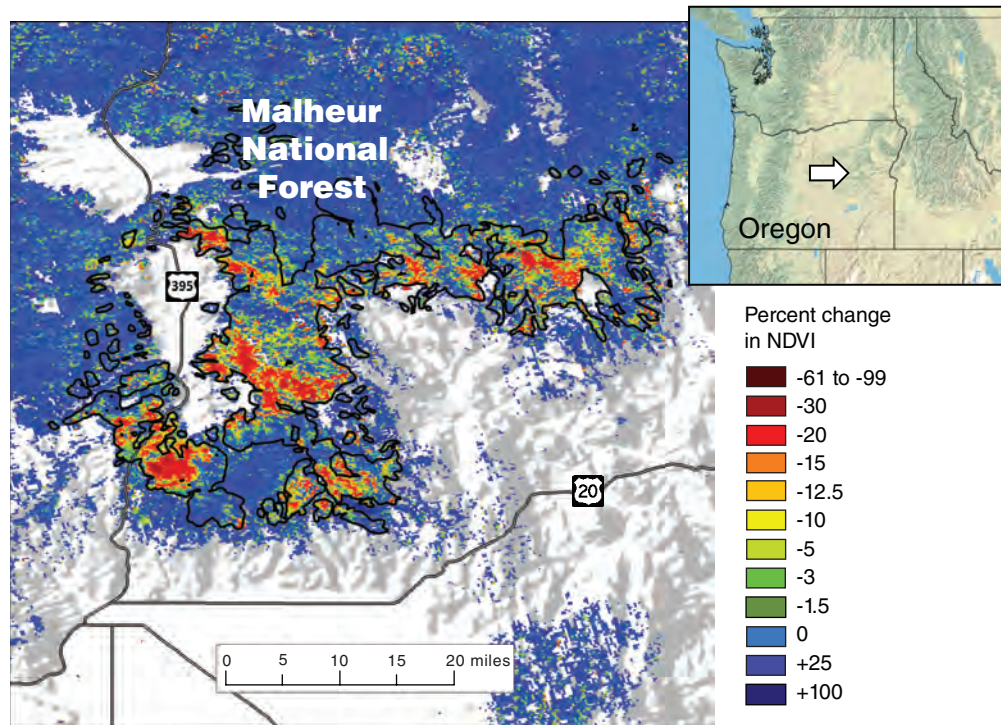 Malheur
National
Forest
395
20
0 5 10 15 20 miles
Oregon
Percent change
in NDVI
-61 to -99
-30
-20
-15
-12.5
-10
-5
-3
-1.5
0
+25
+100